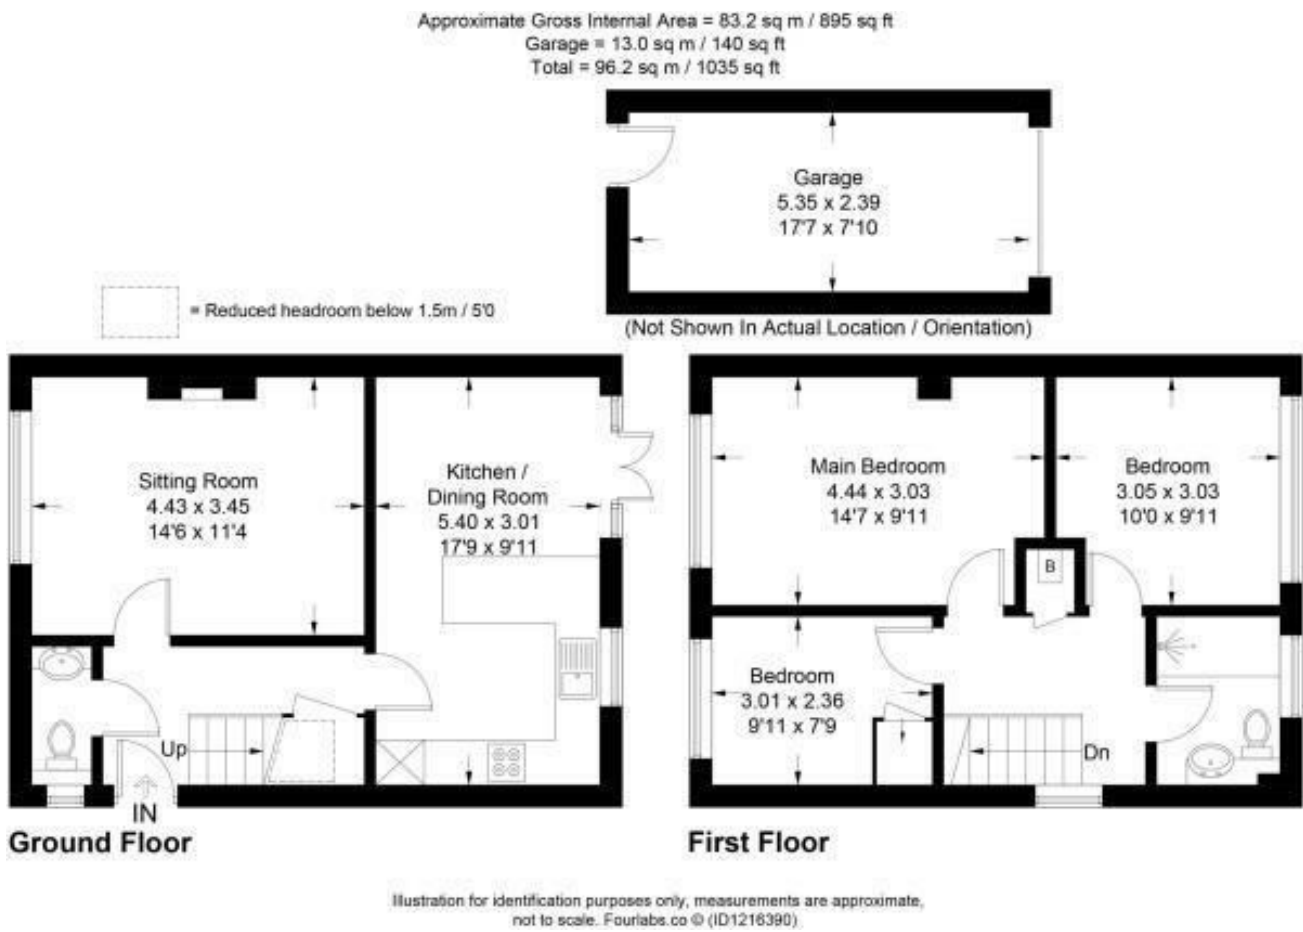 Approximate Gross Internal Area = 83.2 sq m / 895 sq ft
Garage = 13.0 sq m / 140 sq ft
Total = 96.2 sq m / 1035 sq ft
Garage
5.35 x 2.39
17'7 x 7'10
= Reduced headroom below 1.5m / 5'0
(Not Shown In Actual Location / Orientation)
Sitting Room
4.43 x 3.45
14'6 x 11'4
Kitchen /
Dining Room
5.40 x 3.01
17'9 x 9'11
Up
IN
Ground Floor
Main Bedroom
4.44 x 3.03
14'7 x 9'11
Bedroom
3.05 x 3.03
10'0 x 9'11
B
Bedroom
3.01 x 2.36
9'11 x 7'9
Dn
First Floor
Illustration for identification purposes only, measurements are approximate,
not to scale. Fourlabs.co © (ID1216390)